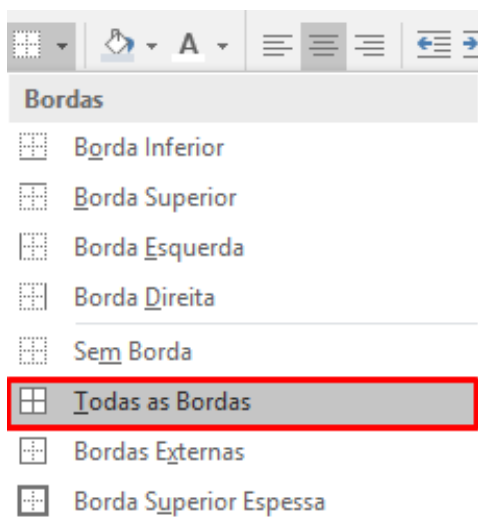 A
Bordas
Borda Inferior
Borda Superior
Borda Esquerda
Borda Direita
Sem Borda
Todas as Bordas
Bordas Externas
Borda Superior Espessa